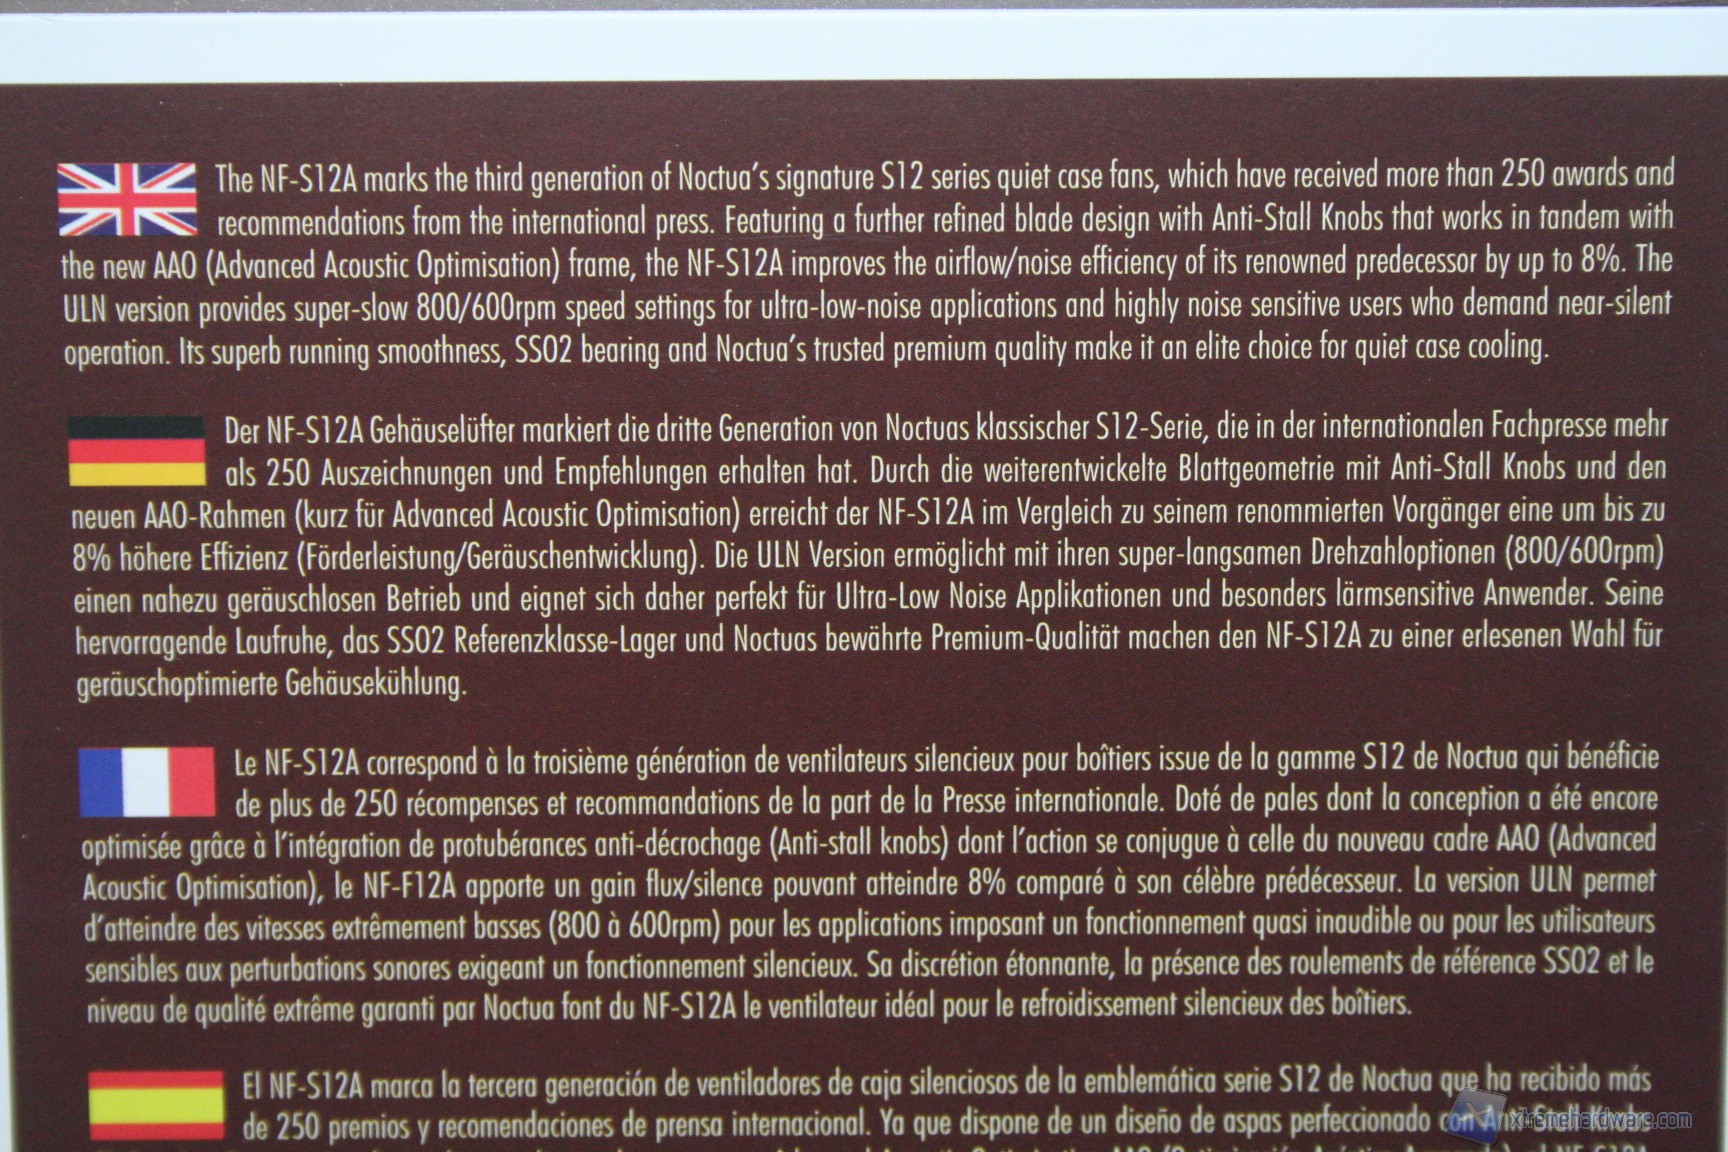 The NF-S12A marks the third generation of Noctua's signature S12 series quiet case fans, which have received more than 250 awards and
recommendations from the international press. Featuring a further refined blade design with Anti-Stall Knobs that works in tandem with
the new AAO (Advanced Acoustic Optimisation) frame, the NF-S12A improves the airflow/noise efficiency of its renowned predecessor by up to 8%. The
ULN version provides super-slow 800/600rpm speed settings for ultra-low-noise applications and highly noise sensitive users who demand near-silent
operation. Its superb running smoothness, SSO2 bearing and Noctua's trusted premium quality make it an elite choice for quiet case cooling.
Der NF-S12A Gehäuselüfter markiert die dritte Generation von Noctuas klassischer S12-Serie, die in der internationalen Fachpresse mehr
als 250 Auszeichnungen und Empfehlungen erhalten hat. Durch die weiterentwickelte Blattgeometrie mit Anti-Stall Knobs und den
neuen AAO-Rahmen (kurz für Advanced Acoustic Optimisation) erreicht der NF-S12A im Vergleich zu seinem renommierten Vorgänger eine um bis zu
8% höhere Effizienz (Förderleistung/Geräuschentwicklung). Die ULN Version ermöglicht mit ihren super-langsamen Drehzahloptionen (800/600rpm)
einen nahezu geräuschlosen Betrieb und eignet sich daher perfekt für Ultra-Low Noise Applikationen und besonders lärmsensitive Anwender. Seine
hervorragende Laufruhe, das SSO2 Referenzklasse-Lager und Noctuas bewährte Premium-Qualität machen den NF-S12A zu einer erlesenen Wahl für
geräuschoptimierte Gehäusekühlung.
Le NF-S12A correspond à la troisième génération de ventilateurs silencieux pour boîtiers issue de la gamme S12 de Noctua qui bénéficie
de plus de 250 récompenses et recommandations de la part de la Presse internationale. Doté de pales dont la conception a été encore
optimisée grâce à l'intégration de protubérances anti-décrochage (Anti-stall knobs) dont l'action se conjugue à celle du nouveau cadre AAO (Advanced
Acoustic Optimisation), le NF-F12A apporte un gain flux/silence pouvant atteindre 8% comparé à son célèbre prédécesseur. La version ULN permet
d'atteindre des vitesses extrêmement basses (800 à 600rpm) pour les applications imposant un fonctionnement quasi inaudible ou pour les utilisateurs
sensibles aux perturbations sonores exigeant un fonctionnement silencieux. Sa discrétion étonnante, la présence des roulements de référence SSO2 et le
niveau de qualité extrême garanti par Noctua font du NF-S12A le ventilateur idéal pour le refroidissement silencieux des boîtiers.
El NF-S12A marca la tercera generación de ventiladores de caja silenciosos de la emblemática serie S12 de Noctua que ha recibido más
de 250 premios y recomendaciones de prensa internacional. Ya que dispone de un diseño de aspas perfeccionado con Anti-Stall Knobs
xtremehardware.com